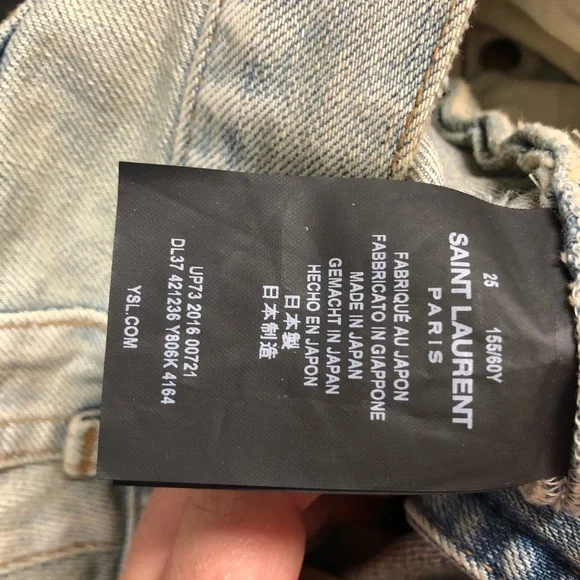 25 155/60Y
SAINT LAURENT
PARIS
FABRIQUÉ AU JAPON
FABBRICATO IN GIAPPONE
MADE IN JAPAN
GEMACHT IN JAPAN
HECHO EN JAPON
日本製
日本制造
UP73 2016 00721
DL37 421236 Y806K 4164
YSL.COM